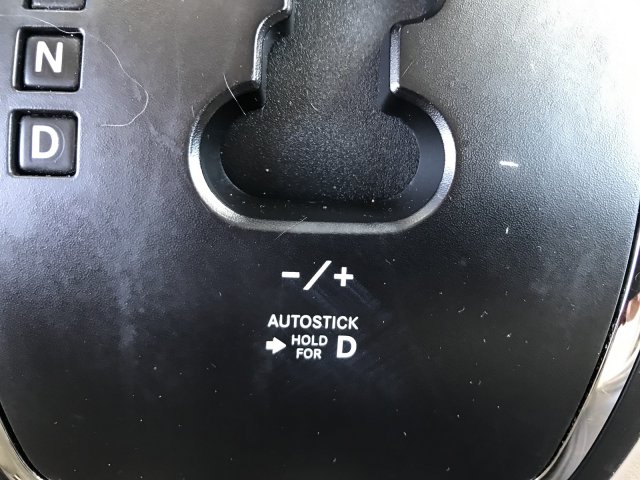 N
D
- / +
AUTOSTICK
➡ HOLD FOR D